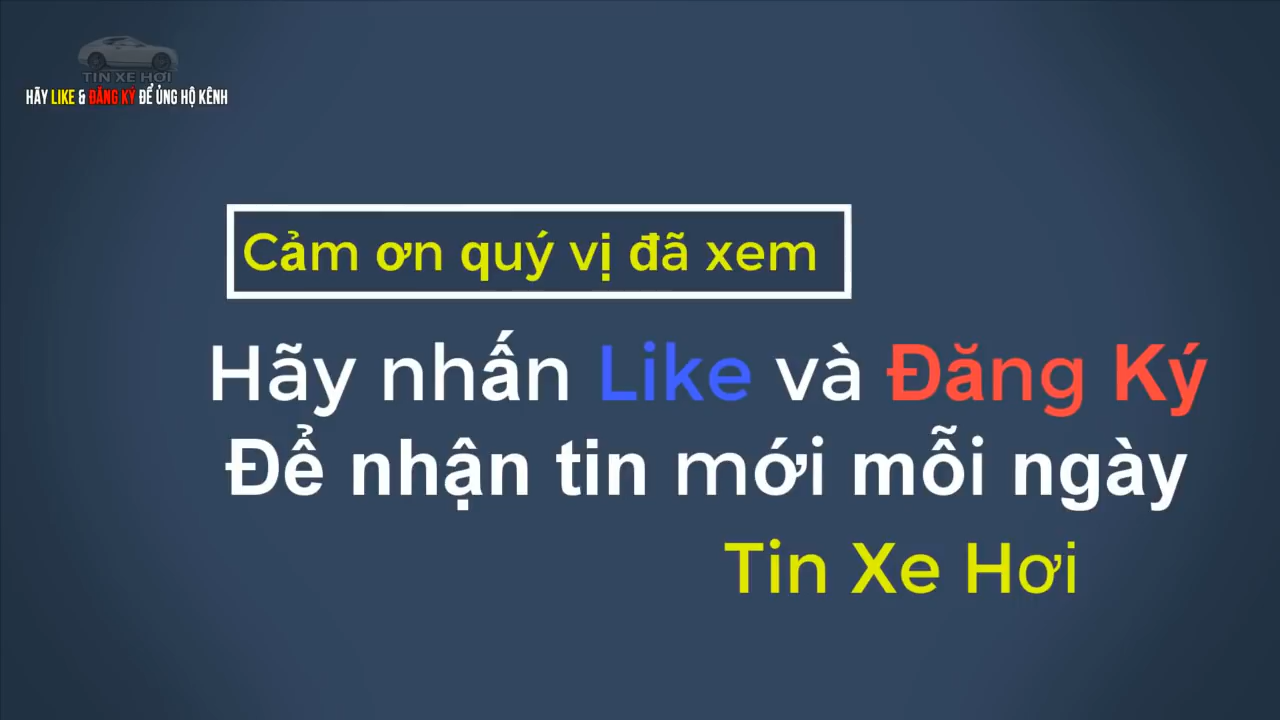 TIN XE HƠI
HÃY LIKE & ĐĂNG KÝ ĐỂ ỦNG HỘ KÊNH
Cảm ơn quý vị đã xem
Hãy nhấn Like và Đăng Ký
Để nhận tin mới mỗi ngày
Tin Xe Hơi